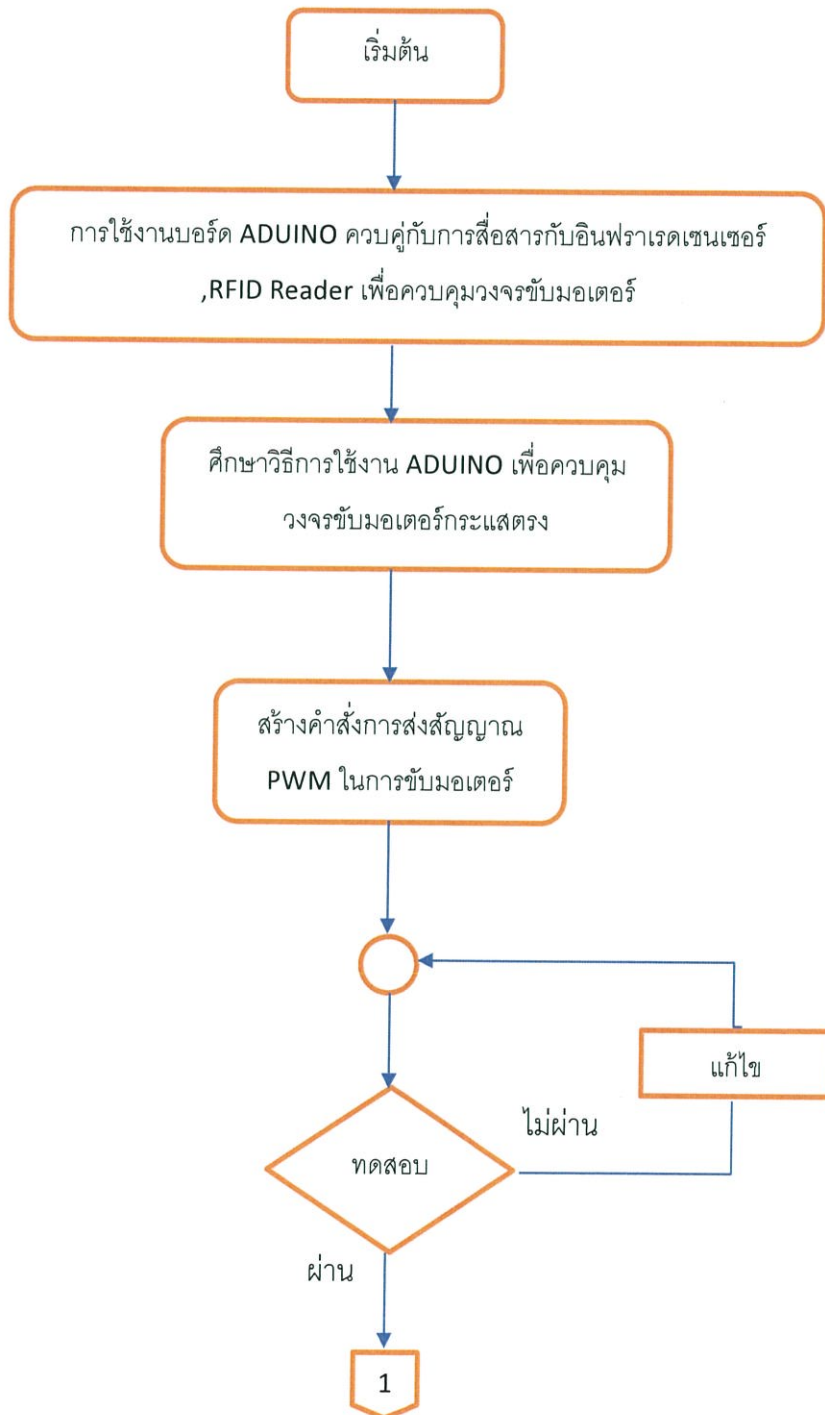 เริ่มต้น
การใช้งานบอร์ด ADUINO ควบคู่กับการสื่อสารกับอินฟราเรดเซนเซอร์
,RFID Reader เพื่อควบคุมวงจรขับมอเตอร์
ศึกษาวิธีการใช้งาน ADUINO เพื่อควบคุม
วงจรขับมอเตอร์กระแสตรง
สร้างคำสั่งการส่งสัญญาณ
PWM ในการขับมอเตอร์
แก้ไข
ไม่ผ่าน
ทดสอบ
ผ่าน
1